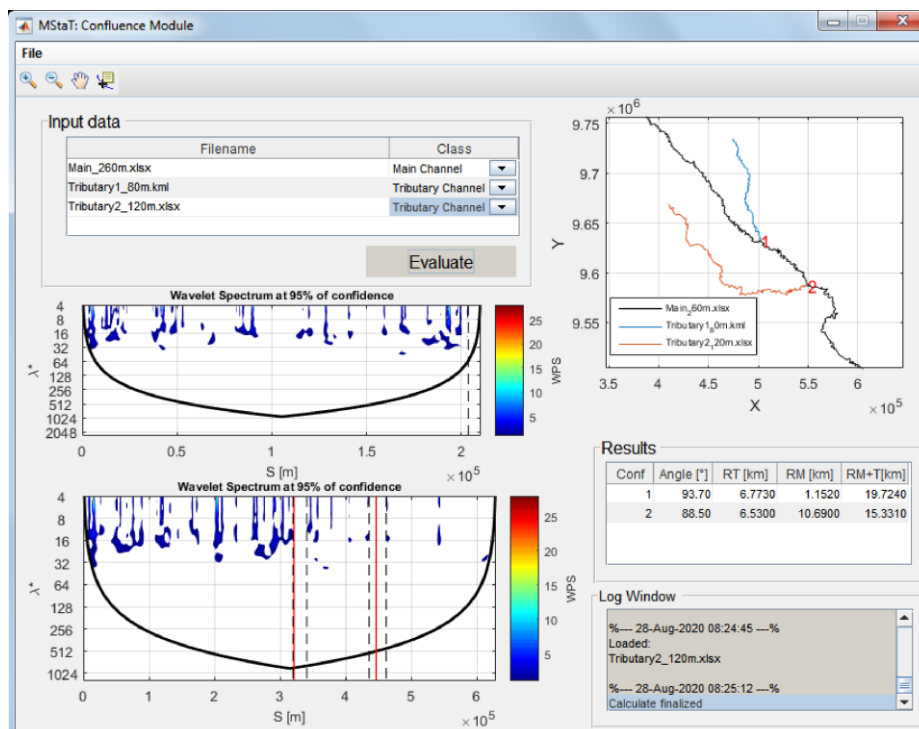 MStaT: Confluence Module
File
Input data
Filename Class
Main_260m.xlsx Main Channel
Tributary1_80m.kml Tributary Channel
Tributary2_120m.xlsx Tributary Channel
Evaluate
Wavelet Spectrum at 95% of confidence
4
8
16
32
64
128
256
512
1024
2048
λ*
0 0.5 1 1.5 2
S [m]
×10⁵
25
20
15
10
5
WPS
Wavelet Spectrum at 95% of confidence
4
8
16
32
64
128
256
512
1024
λ*
0 1 2 3 4 5 6
S [m]
×10⁵
25
20
15
10
5
WPS
×10⁶
9.75
9.7
9.65
9.6
9.55
Y
1
2
Main₂60m.xlsx
Tributary1₈0m.kml
Tributary2₁20m.xlsx
3.5 4 4.5 5 5.5 6
X
×10⁵
Results
Conf Angle [°] RT [km] RM [km] RM+T[km]
1 93.70 6.7730 1.1520 19.7240
2 88.50 6.5300 10.6900 15.3310
Log Window
%--- 28-Aug-2020 08:24:45 ---%
Loaded:
Tributary2_120m.xlsx
%--- 28-Aug-2020 08:25:12 ---%
Calculate finalized